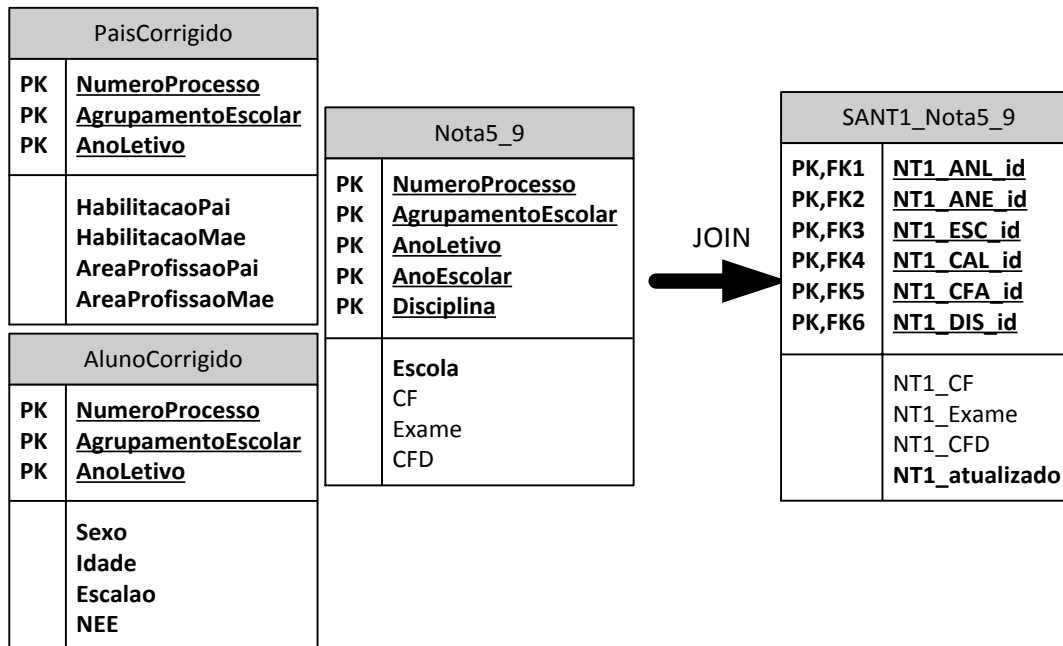 PaisCorrigido
PK NumeroProcesso
PK AgrupamentoEscolar
PK AnoLetivo
HabilitacaoPai
HabilitacaoMae
AreaProfissaoPai
AreaProfissaoMae
AlunoCorrigido
PK NumeroProcesso
PK AgrupamentoEscolar
PK AnoLetivo
Sexo
Idade
Escalao
NEE
Nota5_9
PK NumeroProcesso
PK AgrupamentoEscolar
PK AnoLetivo
PK AnoEscolar
PK Disciplina
Escola
CF
Exame
CFD
JOIN
SANT1_Nota5_9
PK,FK1 NT1_ANL_id
PK,FK2 NT1_ANE_id
PK,FK3 NT1_ESC_id
PK,FK4 NT1_CAL_id
PK,FK5 NT1_CFA_id
PK,FK6 NT1_DIS_id
NT1_CF
NT1_Exame
NT1_CFD
NT1_atualizado